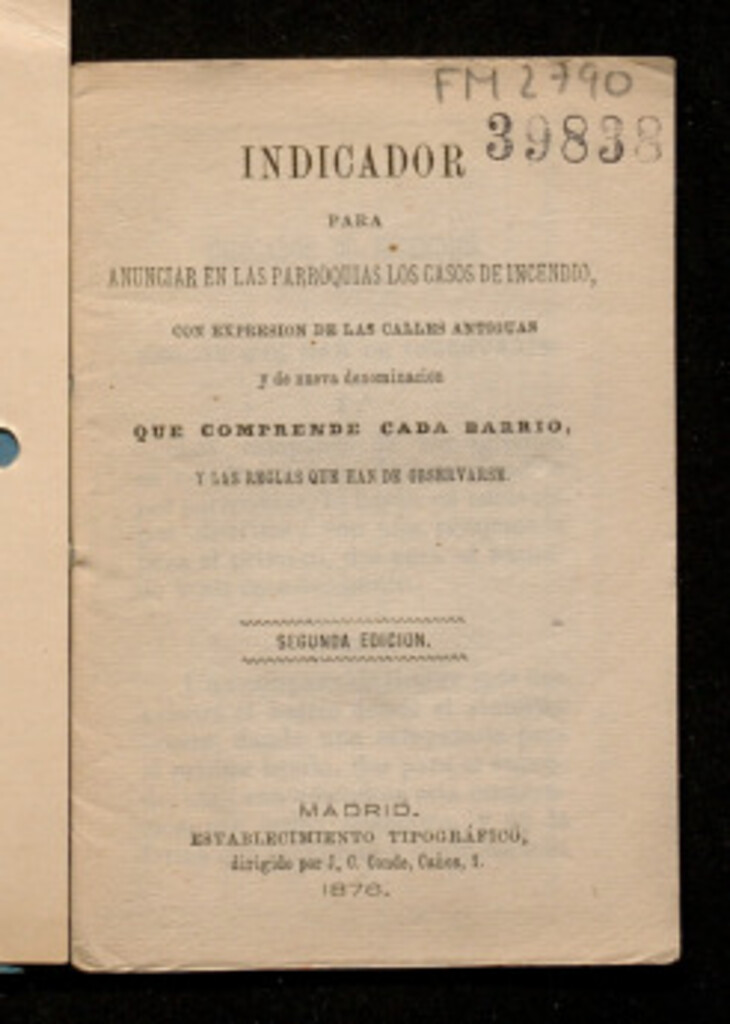 FM 2790
39838
INDICADOR
PARA
ANUNCIAR EN LAS PARROQUIAS LOS CASOS DE INCENDIO,
CON EXPRESION DE LAS CALLES ANTIGUAS
y de nueva denominacion
QUE COMPRENDE CADA BARRIO,
Y LAS REGLAS QUE HAN DE OBSERVARSE.
SEGUNDA EDICION.
MADRID.
ESTABLECIMIENTO TIPOGRÁFICO,
dirigido por J. C. Conde, Caños, 1.
1876.